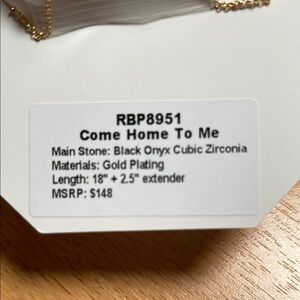 RBP8951
Come Home To Me
Main Stone: Black Onyx Cubic Zirconia
Materials: Gold Plating
Length: 18" + 2.5" extender
MSRP: $148